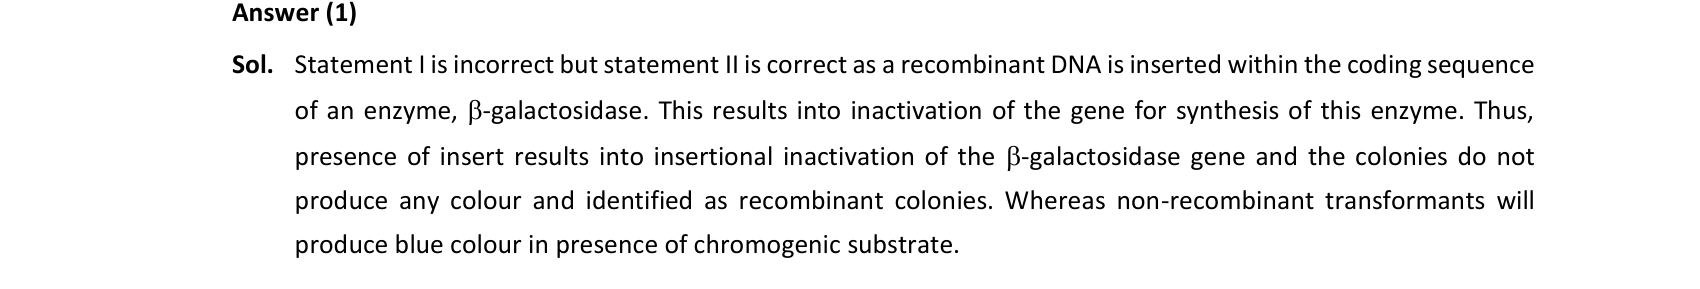 Answer (1)
Sol. Statement I is incorrect but statement II is correct as a recombinant DNA is inserted within the coding sequence
of an enzyme, β-galactosidase. This results into inactivation of the gene for synthesis of this enzyme. Thus,
presence of insert results into insertional inactivation of the β-galactosidase gene and the colonies do not
produce any colour and identified as recombinant colonies. Whereas non-recombinant transformants will
produce blue colour in presence of chromogenic substrate.